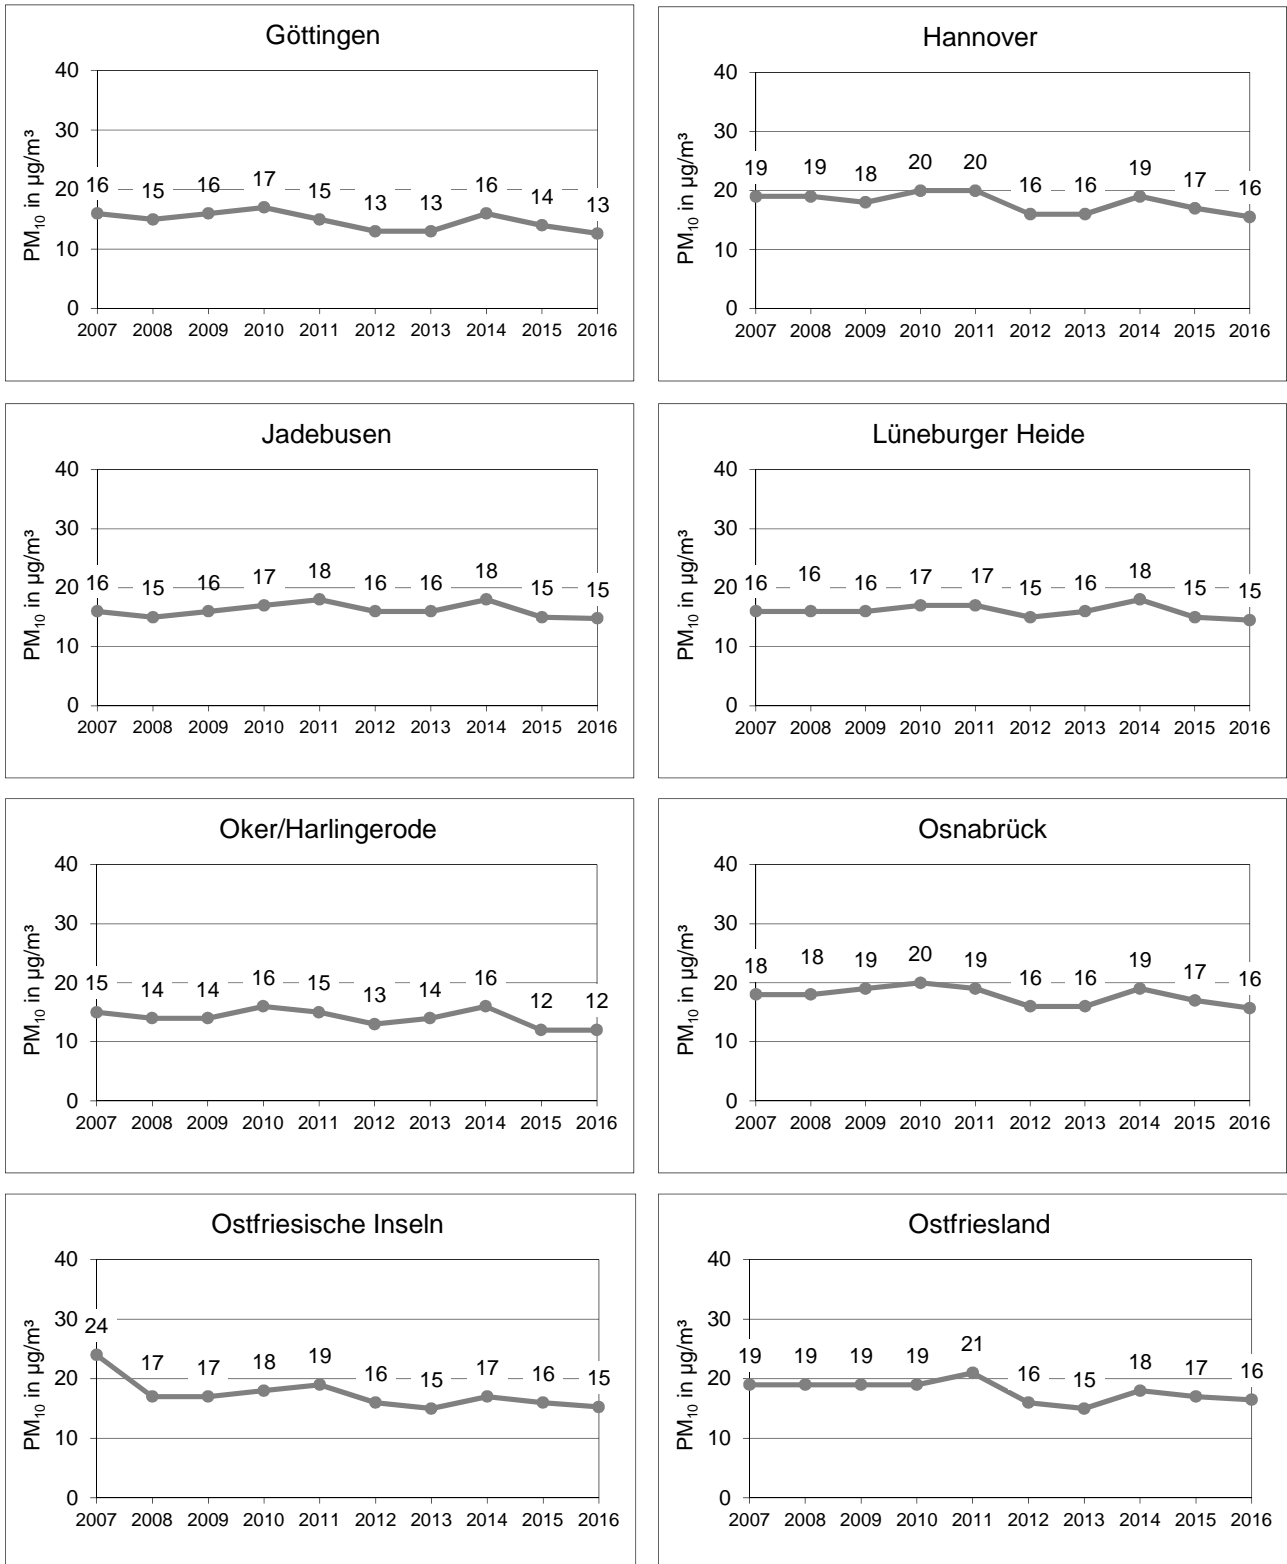 Göttingen
40
30
20
10
0
PM₁₀ in µg/m³
16 15 16 17 15 13 13 16 14 13
2007 2008 2009 2010 2011 2012 2013 2014 2015 2016
Hannover
40
30
20
10
0
PM₁₀ in µg/m³
19 19 18 20 20 16 16 19 17 16
2007 2008 2009 2010 2011 2012 2013 2014 2015 2016
Jadebusen
40
30
20
10
0
PM₁₀ in µg/m³
16 15 16 17 18 16 16 18 15 15
2007 2008 2009 2010 2011 2012 2013 2014 2015 2016
Lüneburger Heide
40
30
20
10
0
PM₁₀ in µg/m³
16 16 16 17 17 15 16 18 15 15
2007 2008 2009 2010 2011 2012 2013 2014 2015 2016
Oker/Harlingerode
40
30
20
10
0
PM₁₀ in µg/m³
15 14 14 16 15 13 14 16 12 12
2007 2008 2009 2010 2011 2012 2013 2014 2015 2016
Osnabrück
40
30
20
10
0
PM₁₀ in µg/m³
18 18 19 20 19 16 16 19 17 16
2007 2008 2009 2010 2011 2012 2013 2014 2015 2016
Ostfriesische Inseln
40
30
20
10
0
PM₁₀ in µg/m³
24 17 17 18 19 16 15 17 16 15
2007 2008 2009 2010 2011 2012 2013 2014 2015 2016
Ostfriesland
40
30
20
10
0
PM₁₀ in µg/m³
19 19 19 19 21 16 15 18 17 16
2007 2008 2009 2010 2011 2012 2013 2014 2015 2016